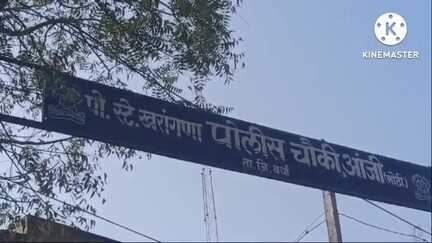 पो. स्टे. खरांगणा पोलीस चौकी, आंजी (मोठी)
ता. जि. वर्धा
KINEMASTER